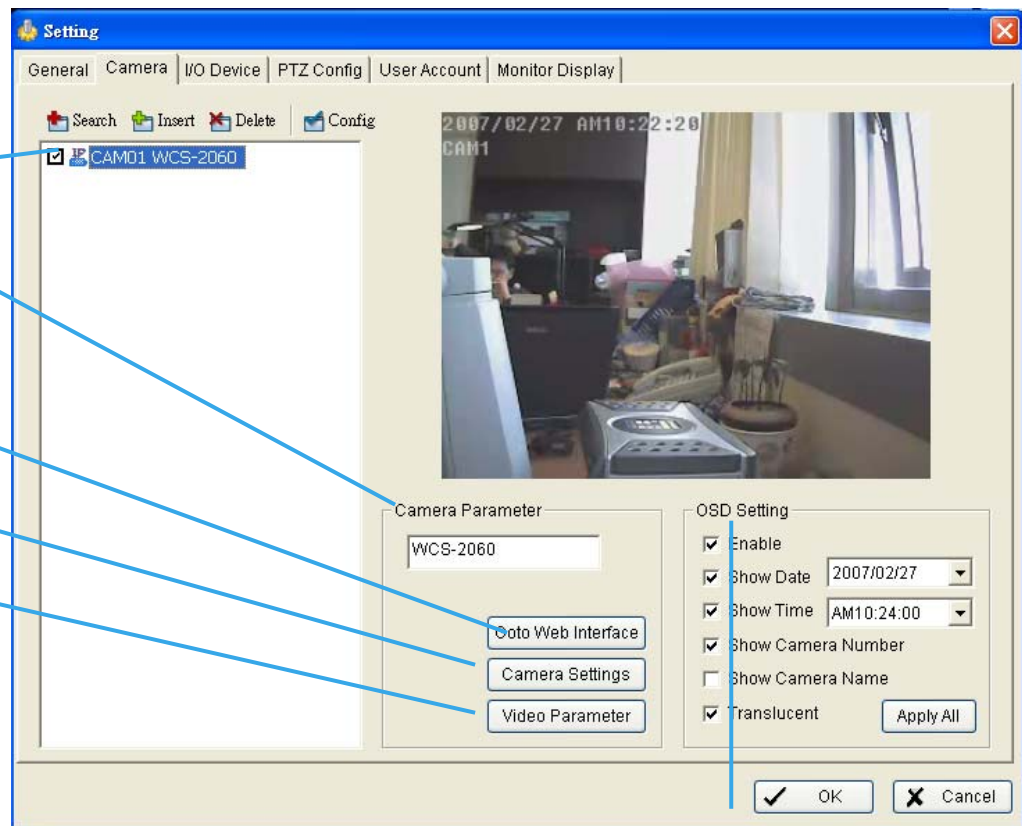 Setting
General Camera I/O Device PTZ Config User Account Monitor Display
Search Insert Delete Config
CAM01 WCS-2060
2007/02/27 AM10:22:20
CAM1
Camera Parameter
WCS-2060
Goto Web Interface
Camera Settings
Video Parameter
OSD Setting
Enable
Show Date 2007/02/27
Show Time AM10:24:00
Show Camera Number
Show Camera Name
Translucent Apply All
OK Cancel